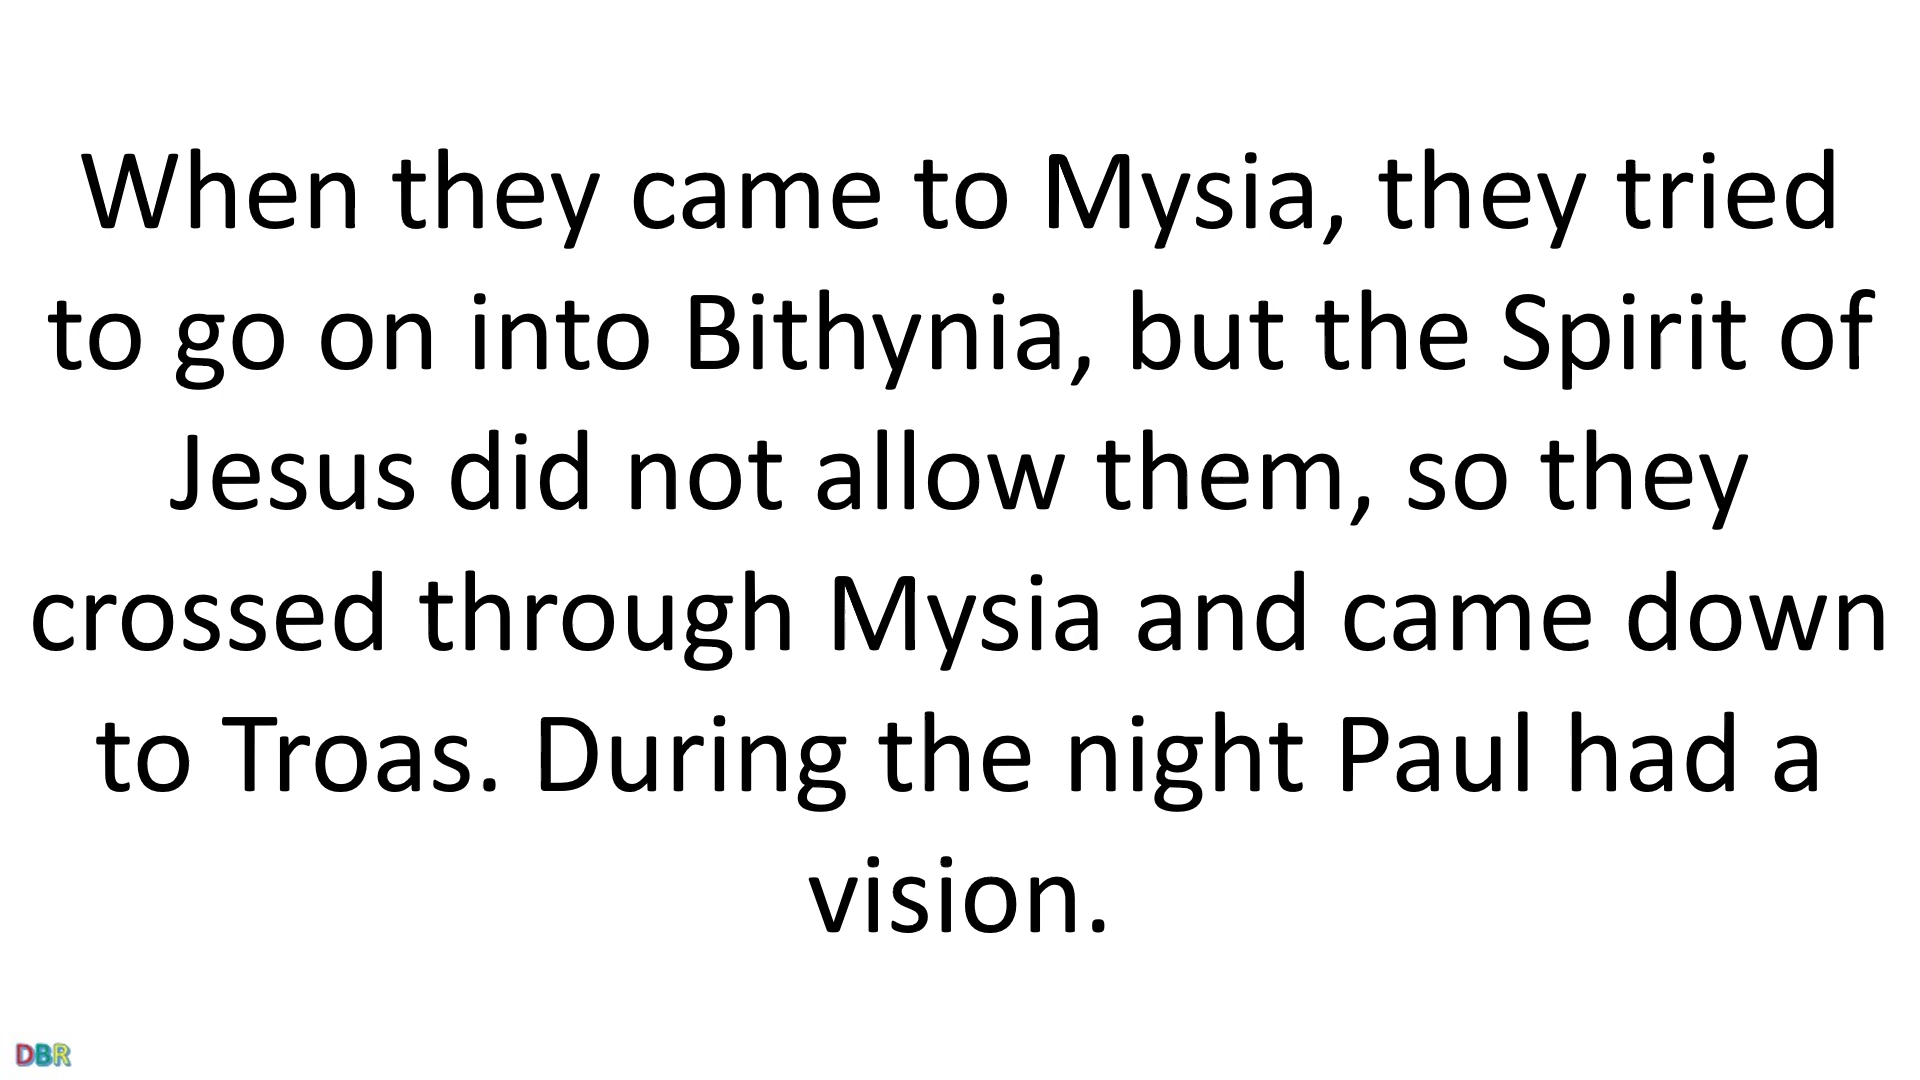 When they came to Mysia, they tried
to go on into Bithynia, but the Spirit of
Jesus did not allow them, so they
crossed through Mysia and came down
to Troas. During the night Paul had a
vision.
DBR